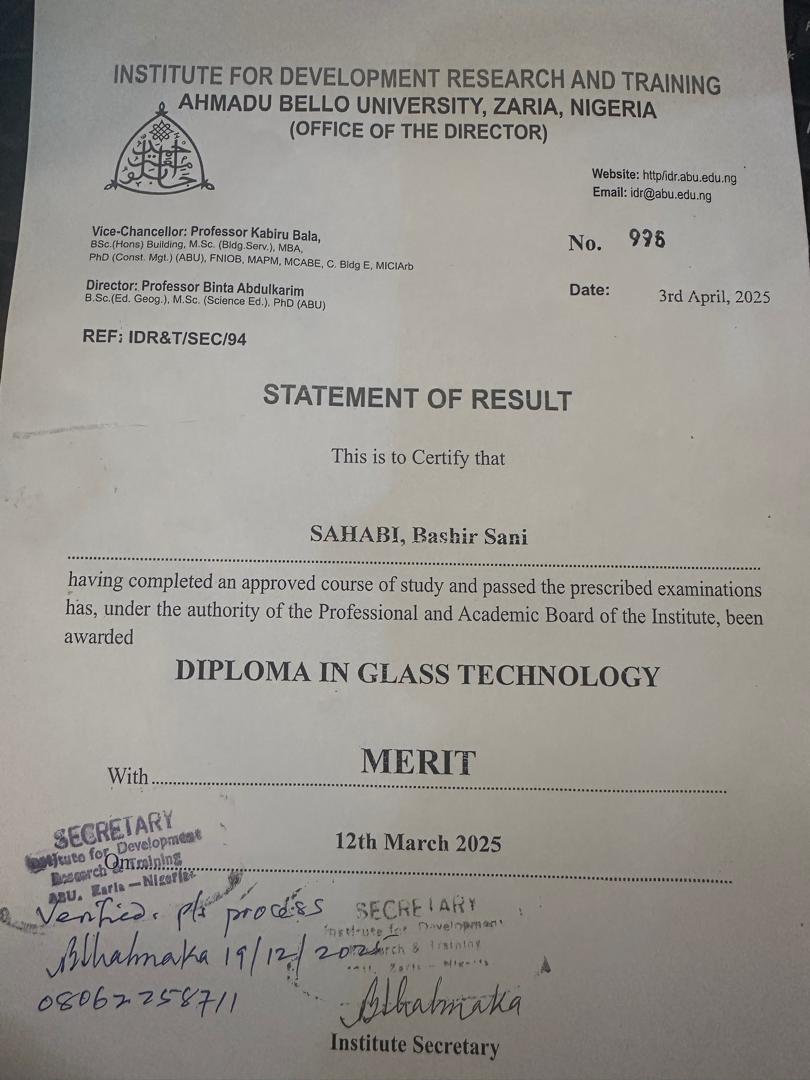 INSTITUTE FOR DEVELOPMENT RESEARCH AND TRAINING
AHMADU BELLO UNIVERSITY, ZARIA, NIGERIA
(OFFICE OF THE DIRECTOR)
Website: http/idr.abu.edu.ng
Email: idr@abu.edu.ng
Vice-Chancellor: Professor Kabiru Bala,
BSc.(Hons) Building, M.Sc. (Bldg.Serv.), MBA,
PhD (Const. Mgt.) (ABU), FNIOB, MAPM, MCABE, C. Bldg E, MICIArb
No.
Director: Professor Binta Abdulkarim
B.Sc.(Ed. Geog.), M.Sc. (Science Ed.), PhD (ABU)
Date: 3rd April, 2025
REF: IDR&T/SEC/94
STATEMENT OF RESULT
This is to Certify that
SAHABI, Bashir Sani
having completed an approved course of study and passed the prescribed examinations
has, under the authority of the Professional and Academic Board of the Institute, been
awarded
DIPLOMA IN GLASS TECHNOLOGY
With MERIT
On 12th March 2025
SECRETARY
Institute for Development
Research & Training
ABU. Zaria – Nigeria
Verified. pls process
19/12/2025
08062258711
SECRETARY
Institute for Development
Research & Training
Institute Secretary